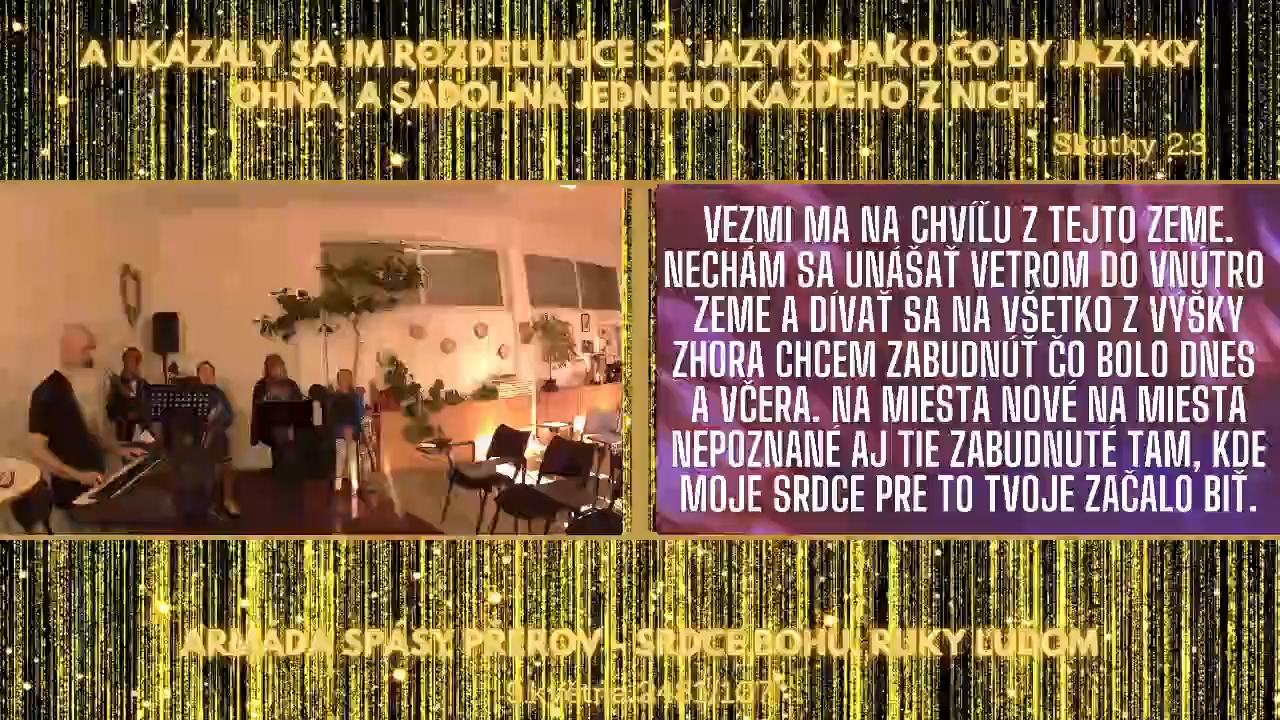 A UKÁZALY SA IM ROZDEĽUJÚCE SA JAZYKY JAKO ČO BY JAZYKY
OHŇA, A SADOL NA JEDNÉHO KAŽDÉHO Z NICH.
Skutky 2.3
VEZMI MA NA CHVÍĽU Z TEJTO ZEME.
NECHÁM SA UNÁŠAŤ VETROM DO VNÚTRO
ZEME A DÍVAŤ SA NA VŠETKO Z VÝŠKY
ZHORA CHCEM ZABUDNÚŤ ČO BOLO DNES
A VČERA. NA MIESTA NOVÉ NA MIESTA
NEPOZNANÉ AJ TIE ZABUDNUTÉ TAM, KDE
MOJE SRDCE PRE TO TVOJE ZAČALO BIŤ.
ARMÁDA SPÁSY PŘEROV - SRDCE BOHU, RUKY ĽUĎOM